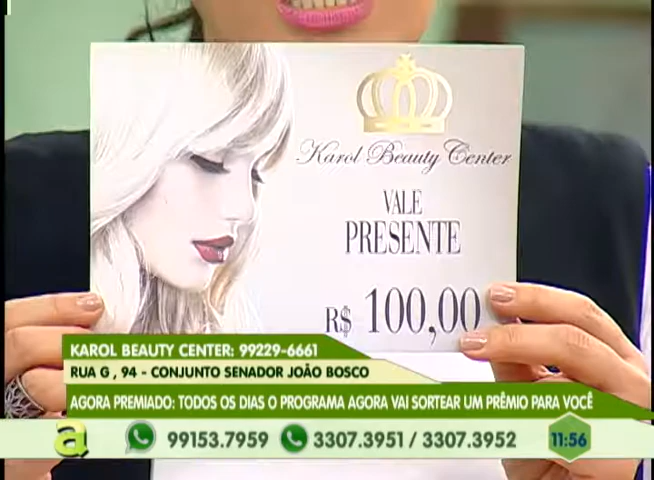 Karol Beauty Center
VALE
PRESENTE
R$ 100,00
KAROL BEAUTY CENTER: 99229-6661
RUA G , 94 - CONJUNTO SENADOR JOÃO BOSCO
AGORA PREMIADO: TODOS OS DIAS O PROGRAMA AGORA VAI SORTEAR UM PRÊMIO PARA VOCÊ
a 99153.7959 3307.3951 / 3307.3952 11:56